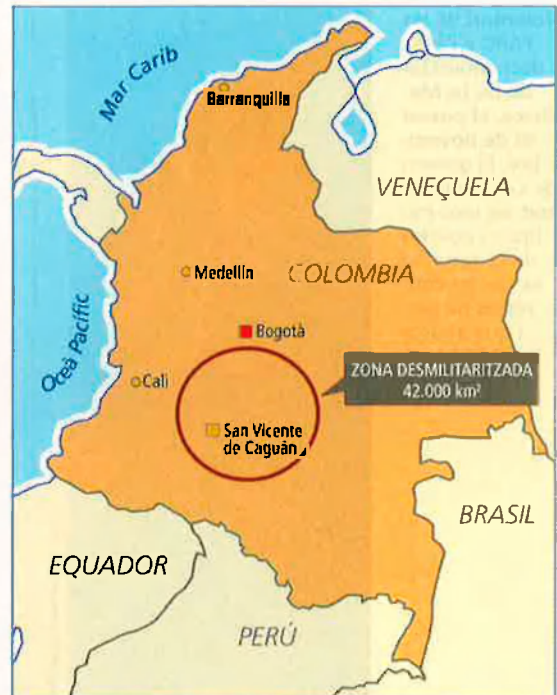 Mar Carib
Barranquilla
VENEÇUELA
Medellín
COLOMBIA
Oceà Pacífic
Bogotà
Cali
ZONA DESMILITARITZADA
42.000 km²
San Vicente
de Caguán
BRASIL
EQUADOR
PERÚ